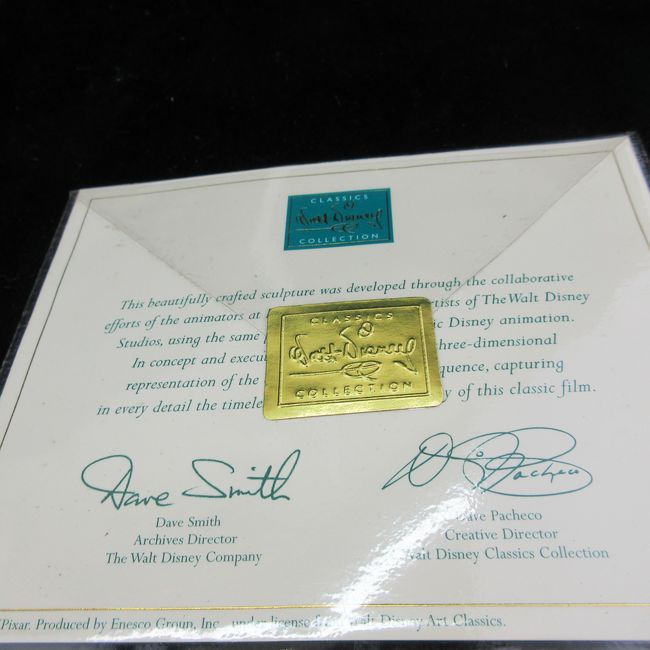 CLASSICS
Walt Disney
COLLECTION
This beautifully crafted sculpture was developed through the collaborative
efforts of the animators at artists of The Walt Disney
Studios, using the same Disney animation.
In concept and three-dimensional
representation of the capturing
in every detail the of this classic film.
CLASSICS
Walt Disney
COLLECTION
Dave Smith
D. Pacheco
Dave Smith
Dave Pacheco
Archives Director
Creative Director
The Walt Disney Company
Walt Disney Classics Collection
Pixar. Produced by Enesco Group, Inc., under license from Walt Disney Art Classics.